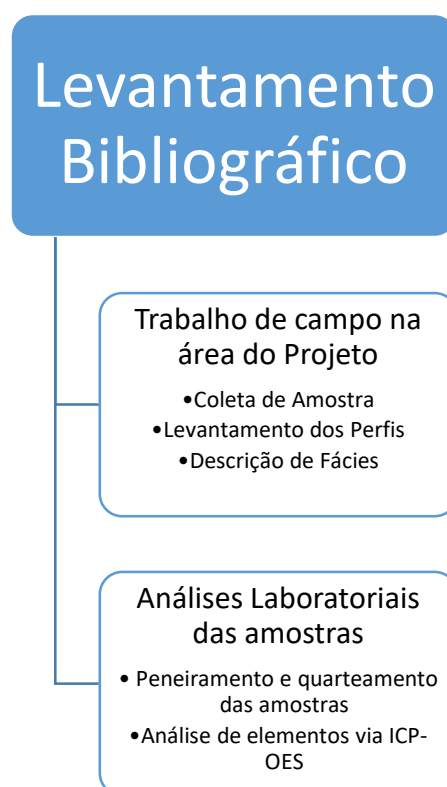 Levantamento
Bibliográfico
Trabalho de campo na
área do Projeto
•Coleta de Amostra
•Levantamento dos Perfis
•Descrição de Fácies
Análises Laboratoriais
das amostras
• Peneiramento e quarteamento
das amostras
•Análise de elementos via ICP-
OES